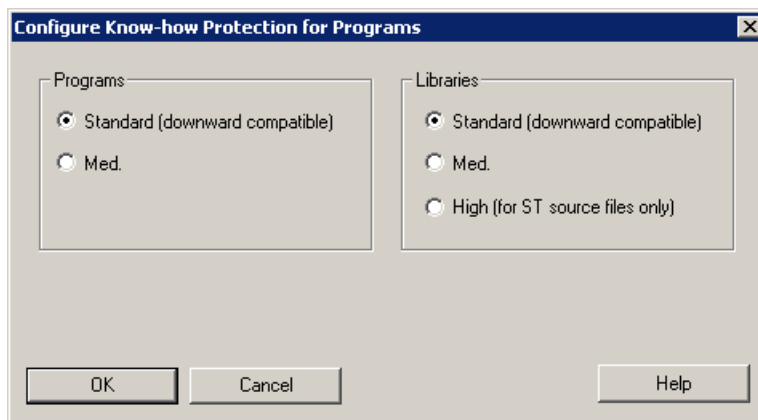 Configure Know-how Protection for Programs
Programs
Standard (downward compatible)
Med.
Libraries
Standard (downward compatible)
Med.
High (for ST source files only)
OK
Cancel
Help